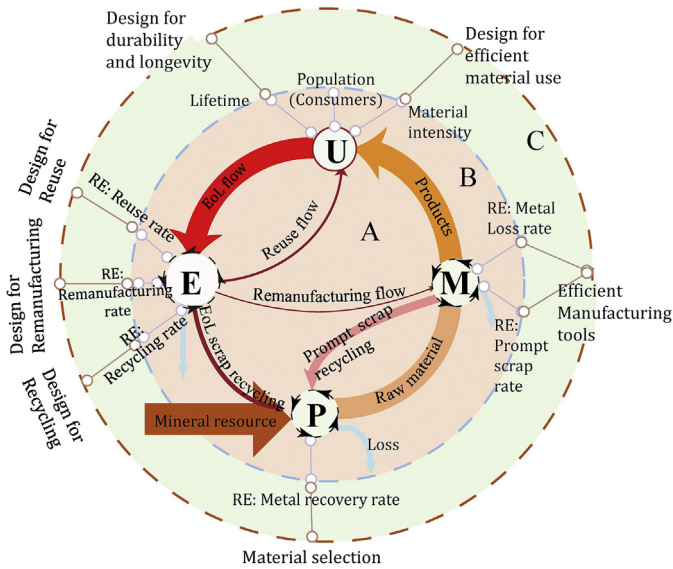 Design for
durability
and longevity
Design for
efficient
material use
Population
(Consumers)
Lifetime
Material
intensity
C
U
B
Design for
Reuse
EoL flow
Products
RE: Reuse rate
Reuse flow
A
RE: Metal
Loss rate
Design for
Remanufacturing
RE:
Remanufacturing
rate
E
Remanufacturing flow
M
Efficient
Manufacturing
tools
RE:
Recycling rate
EoL scrap recycling
Prompt scrap
recycling
Raw material
RE:
Prompt
scrap
rate
Design for
Recycling
Mineral resource
P
Loss
RE: Metal recovery rate
Material selection